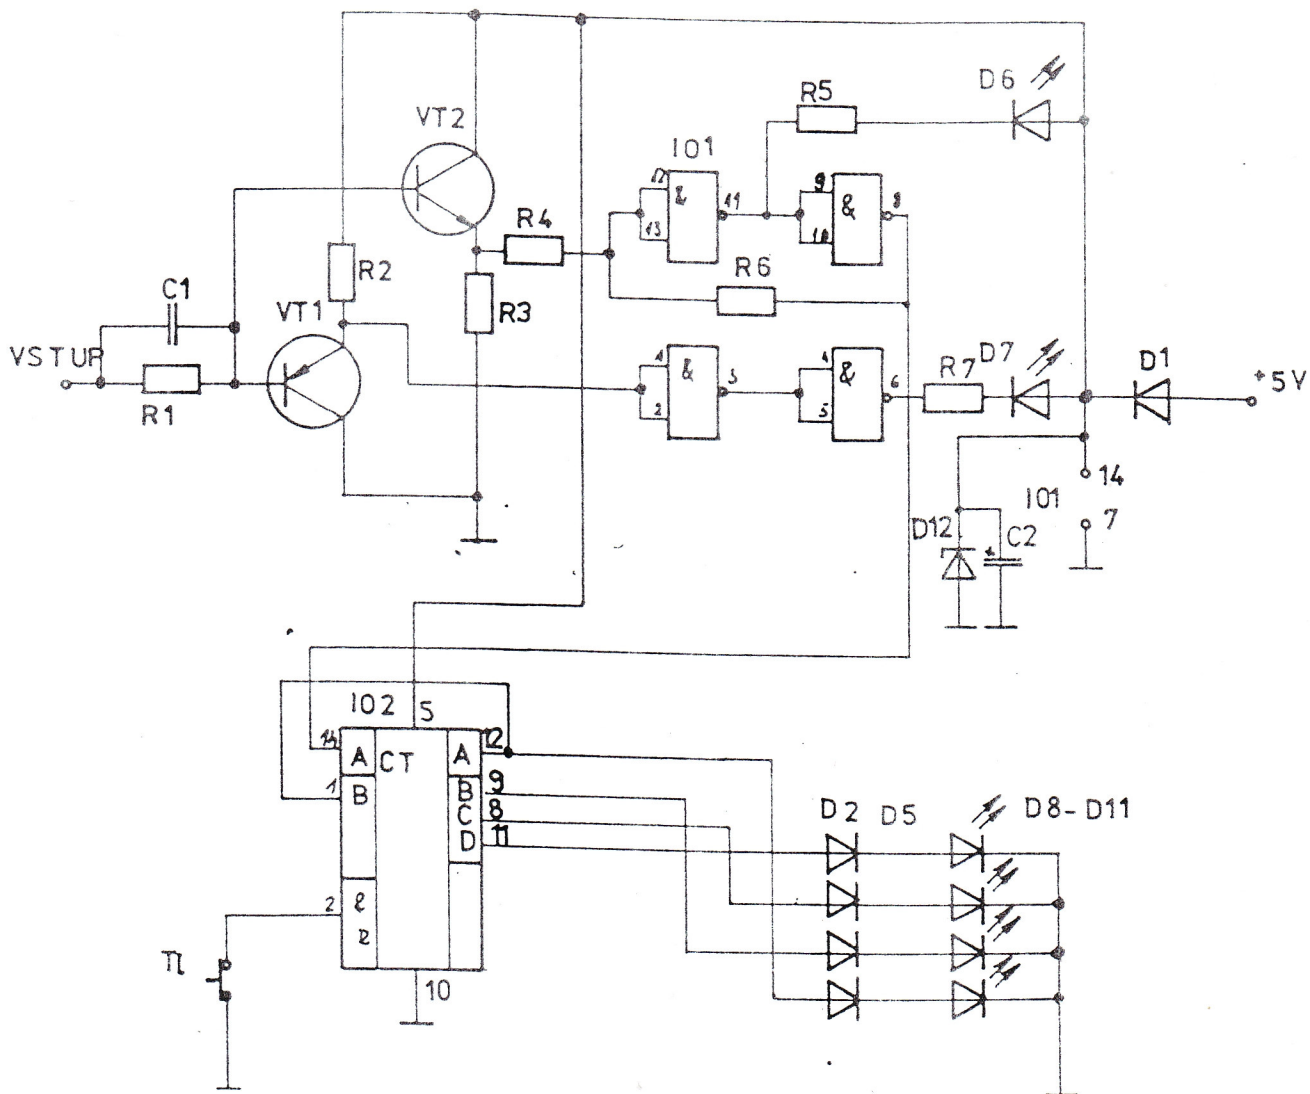 D6
R5
VT2
IO1
12
11
9
8
&
&
13
10
R4
R2
R6
C1
VT1
R3
VSTUP
1
3
4
6
R7
D7
D1
+5V
&
&
2
5
R1
14
IO1
7
D12
+
C2
IO2
5
14
12
A
CT
A
1
B
B
9
C
8
D
11
D2
D5
D8-D11
2
&
R
Tl
10